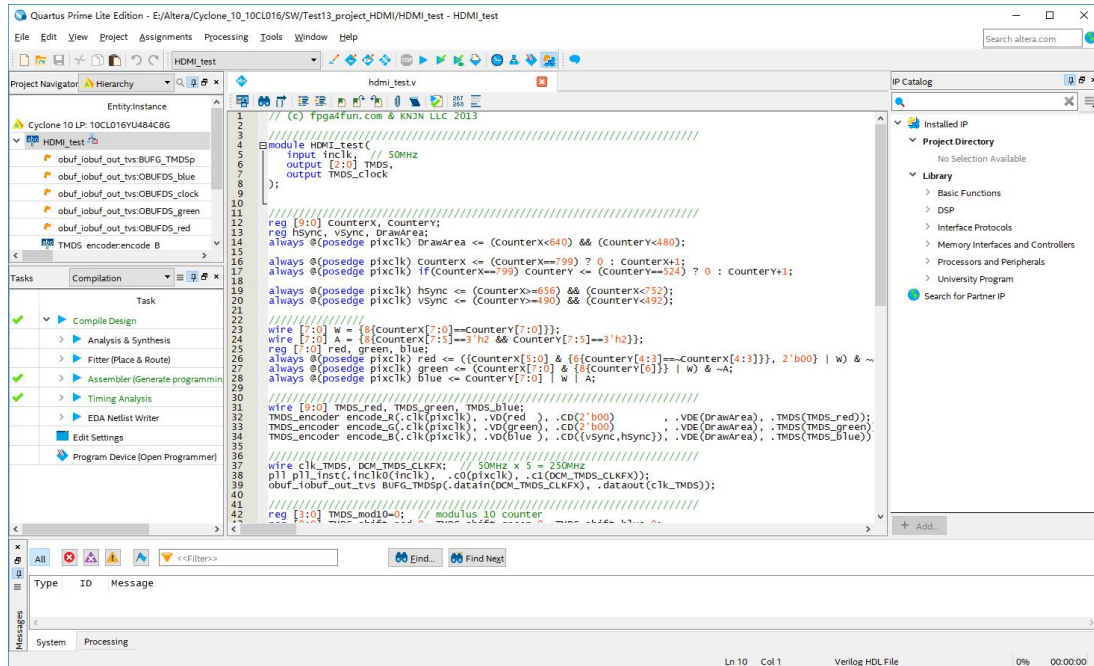 Quartus Prime Lite Edition - E:/Altera/Cyclone_10_10CL016/SW/Test13_project_HDMI/HDMI_test - HDMI_test
File Edit View Project Assignments Processing Tools Window Help
Search altera.com
HDMI_test
Project Navigator Hierarchy
Entity:Instance
Cyclone 10 LP: 10CL016YU484C8G
HDMI_test
obuf_iobuf_out_tvs:BUFG_TMDSp
obuf_iobuf_out_tvs:OBUFDS_blue
obuf_iobuf_out_tvs:OBUFDS_clock
obuf_iobuf_out_tvs:OBUFDS_green
obuf_iobuf_out_tvs:OBUFDS_red
TMDS_encoder:encode_B
Tasks Compilation
Task
Compile Design
Analysis & Synthesis
Fitter (Place & Route)
Assembler (Generate programmin
Timing Analysis
EDA Netlist Writer
Edit Settings
Program Device (Open Programmer)
hdmi_test.v
267
268
1 // (c) fpga4fun.com & KNJN LLC 2013
2
3 ////////////////////////////////////////////////////////////////////////
4 module HDMI_test(
5 input inclk, // 50MHz
6 output [2:0] TMDS,
7 output TMDS_clock
8 );
9
10
11 ////////////////////////////////////////////////////////////////////////
12 reg [9:0] CounterX, CounterY;
13 reg hSync, vSync, DrawArea;
14 always @(posedge pixclk) DrawArea <= (CounterX<640) && (CounterY<480);
15
16 always @(posedge pixclk) CounterX <= (CounterX==799) ? 0 : CounterX+1;
17 always @(posedge pixclk) if(CounterX==799) CounterY <= (CounterY==524) ? 0 : CounterY+1;
18
19 always @(posedge pixclk) hSync <= (CounterX>=656) && (CounterX<752);
20 always @(posedge pixclk) vSync <= (CounterY>=490) && (CounterY<492);
21
22 ////////////////
23 wire [7:0] W = {8{CounterX[7:0]==CounterY[7:0]}};
24 wire [7:0] A = {8{CounterX[7:5]==3'h2 && CounterY[7:5]==3'h2}};
25 reg [7:0] red, green, blue;
26 always @(posedge pixclk) red <= ({CounterX[5:0] & {6{CounterY[4:3]==~CounterX[4:3]}}, 2'b00} | W) & ~
27 always @(posedge pixclk) green <= (CounterX[7:0] & {8{CounterY[6]}} | W) & ~A;
28 always @(posedge pixclk) blue <= CounterY[7:0] | W | A;
29
30 ////////////////////////////////////////////////////////////////////////
31 wire [9:0] TMDS_red, TMDS_green, TMDS_blue;
32 TMDS_encoder encode_R(.clk(pixclk), .VD(red ), .CD(2'b00) , .VDE(DrawArea), .TMDS(TMDS_red));
33 TMDS_encoder encode_G(.clk(pixclk), .VD(green), .CD(2'b00) , .VDE(DrawArea), .TMDS(TMDS_green)
34 TMDS_encoder encode_B(.clk(pixclk), .VD(blue ), .CD({vSync,hSync}), .VDE(DrawArea), .TMDS(TMDS_blue))
35
36 ////////////////////////////////////////////////////////////////////////
37 wire clk_TMDS, DCM_TMDS_CLKFX; // 50MHz x 5 = 250MHz
38 pll pll_inst(.inclk0(inclk), .c0(pixclk), .c1(DCM_TMDS_CLKFX));
39 obuf_iobuf_out_tvs BUFG_TMDSp(.datain(DCM_TMDS_CLKFX), .dataout(clk_TMDS));
40
41 ////////////////////////////////////////////////////////////////////////
42 reg [3:0] TMDS_mod10=0; // modulus 10 counter
IP Catalog
Installed IP
Project Directory
No Selection Available
Library
Basic Functions
DSP
Interface Protocols
Memory Interfaces and Controllers
Processors and Peripherals
University Program
Search for Partner IP
+ Add...
All <<Filter>> Find... Find Next
Type ID Message
Messages
System Processing
Ln 10 Col 1 Verilog HDL File 0% 00:00:00